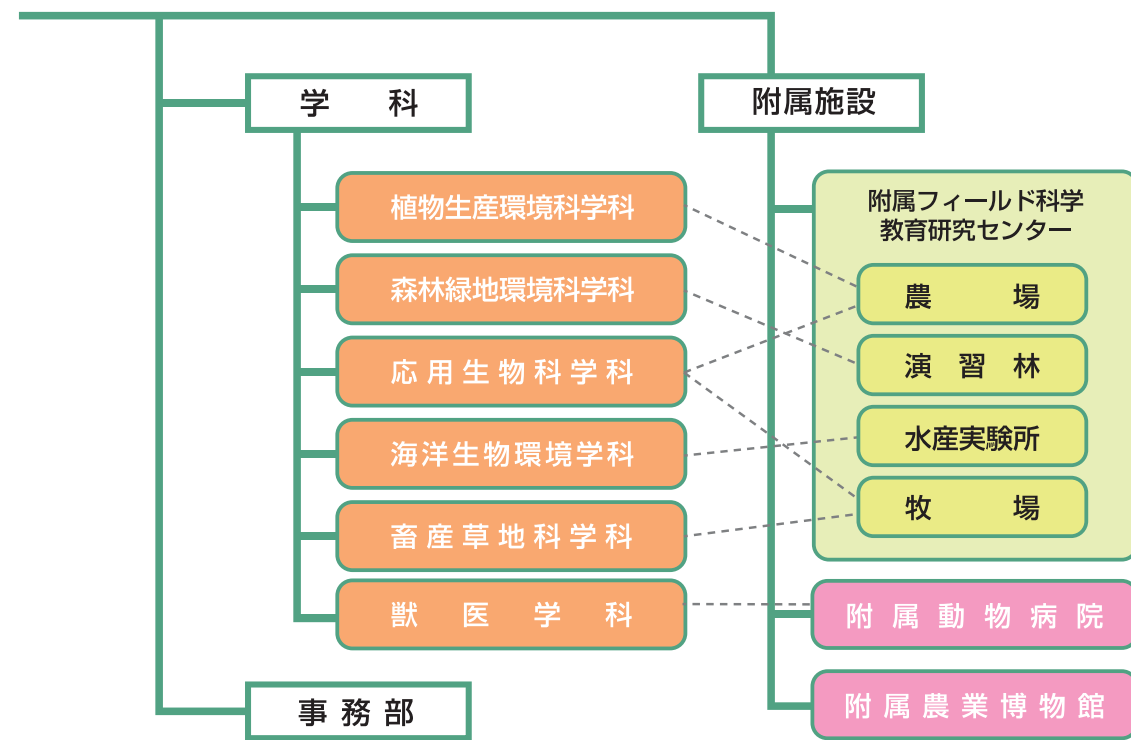 学科
植物生産環境科学科
森林緑地環境科学科
応用生物科学科
海洋生物環境学科
畜産草地科学科
獣医学科
事務部
附属施設
附属フィールド科学
教育研究センター
農場
演習林
水産実験所
牧場
附属動物病院
附属農業博物館